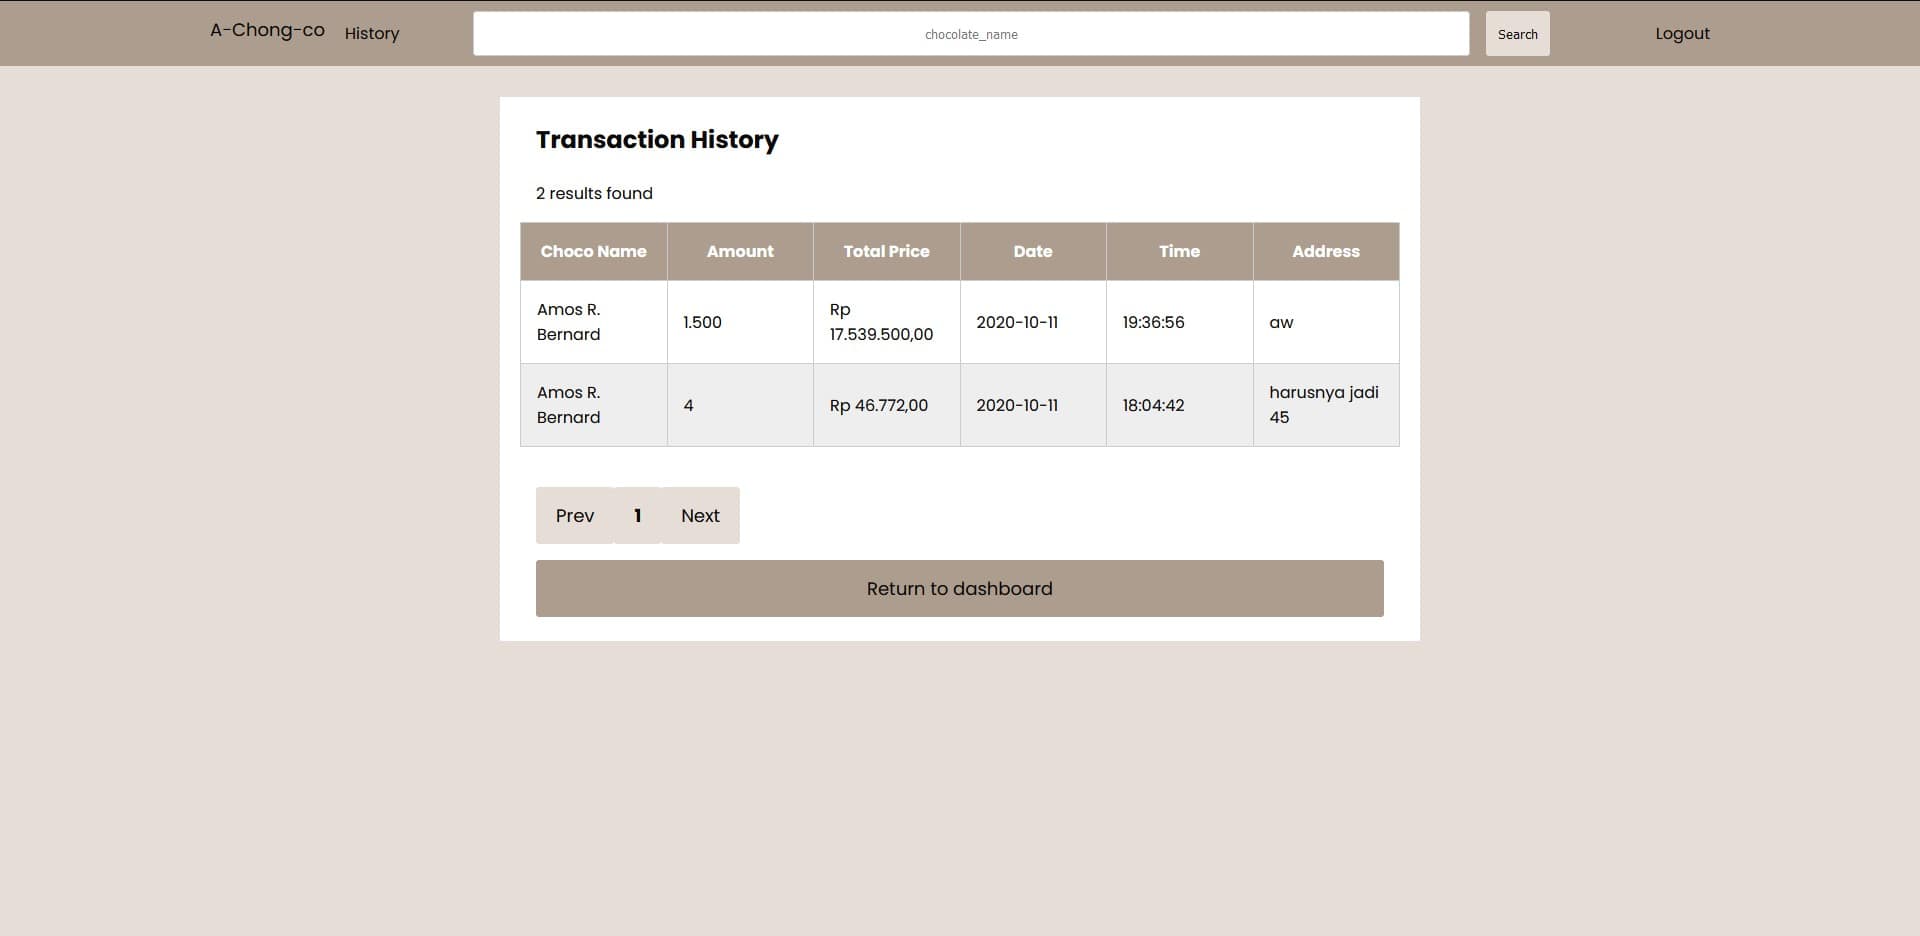 A-Chong-co History chocolate_name Search Logout
Transaction History
2 results found
Choco Name Amount Total Price Date Time Address
Amos R.
Bernard
1.500
Rp
17.539.500,00
2020-10-11
19:36:56
aw
Amos R.
Bernard
4
Rp 46.772,00
2020-10-11
18:04:42
harusnya jadi
45
Prev 1 Next
Return to dashboard